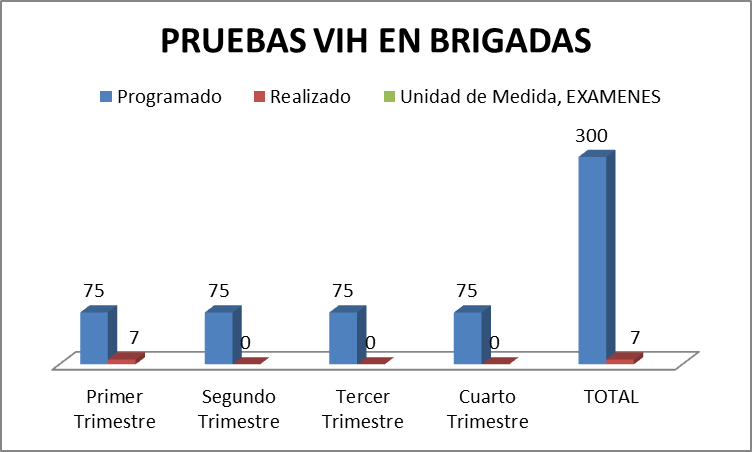 PRUEBAS VIH EN BRIGADAS
Programado Realizado Unidad de Medida, EXAMENES
300
75 75 75 75
7 0 0 0 7
Primer Segundo Tercer Cuarto TOTAL
Trimestre Trimestre Trimestre Trimestre